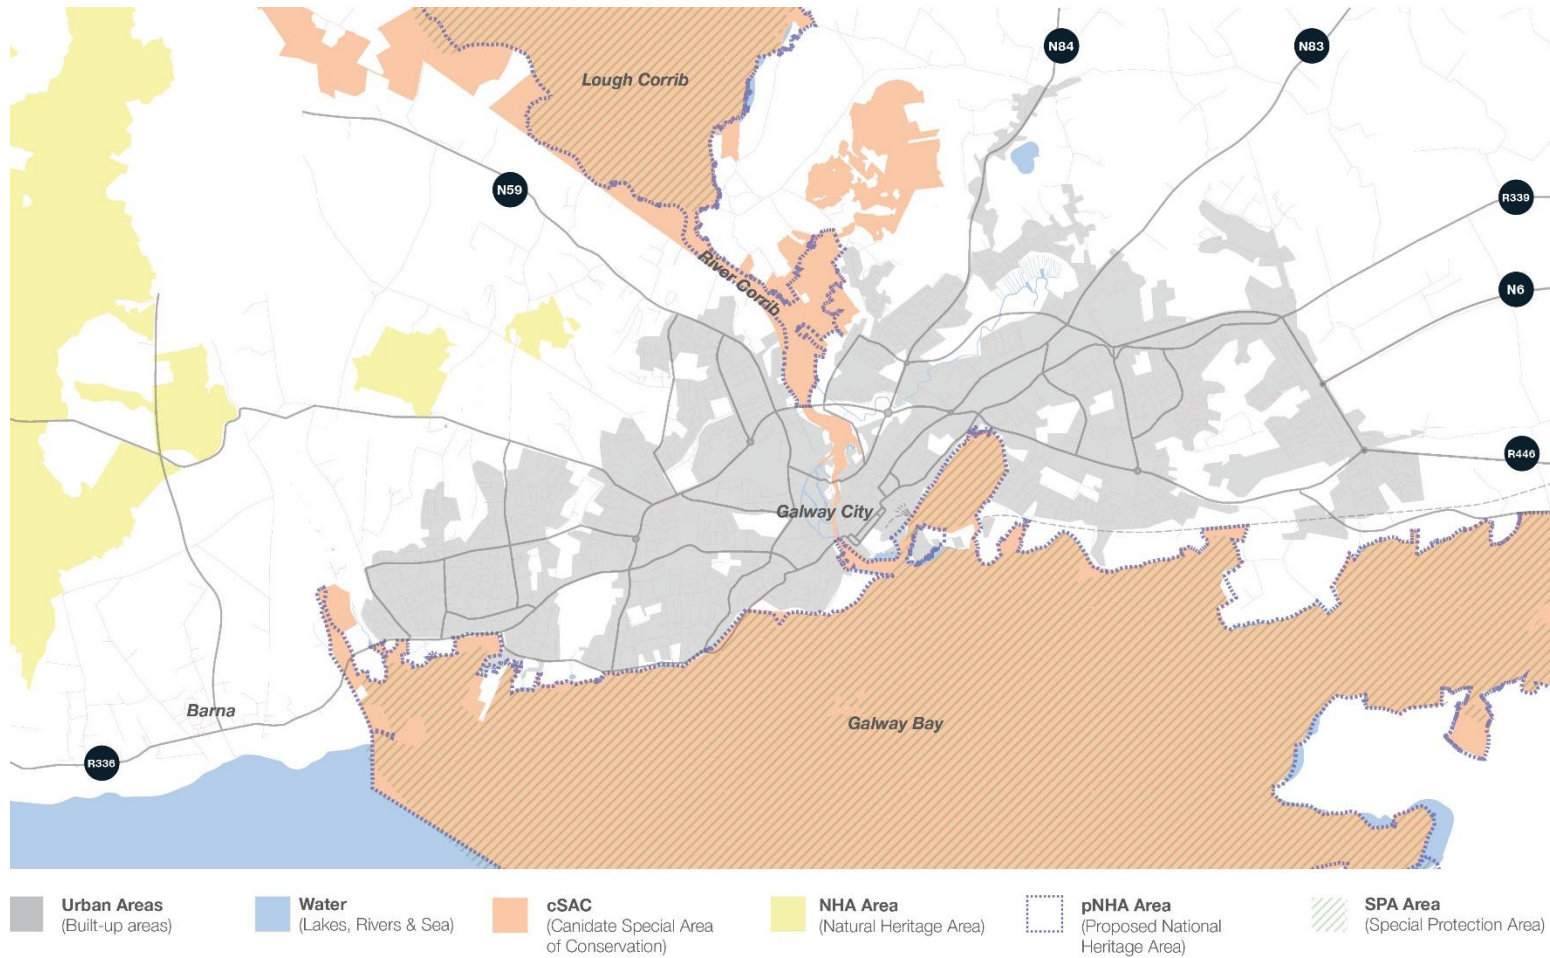 N84
N83
Lough Corrib
N59
R339
River Corrib
N6
R446
Galway City
Barna
Galway Bay
R336
Urban Areas
(Built-up areas)
Water
(Lakes, Rivers & Sea)
cSAC
(Canidate Special Area
of Conservation)
NHA Area
(Natural Heritage Area)
pNHA Area
(Proposed National
Heritage Area)
SPA Area
(Special Protection Area)